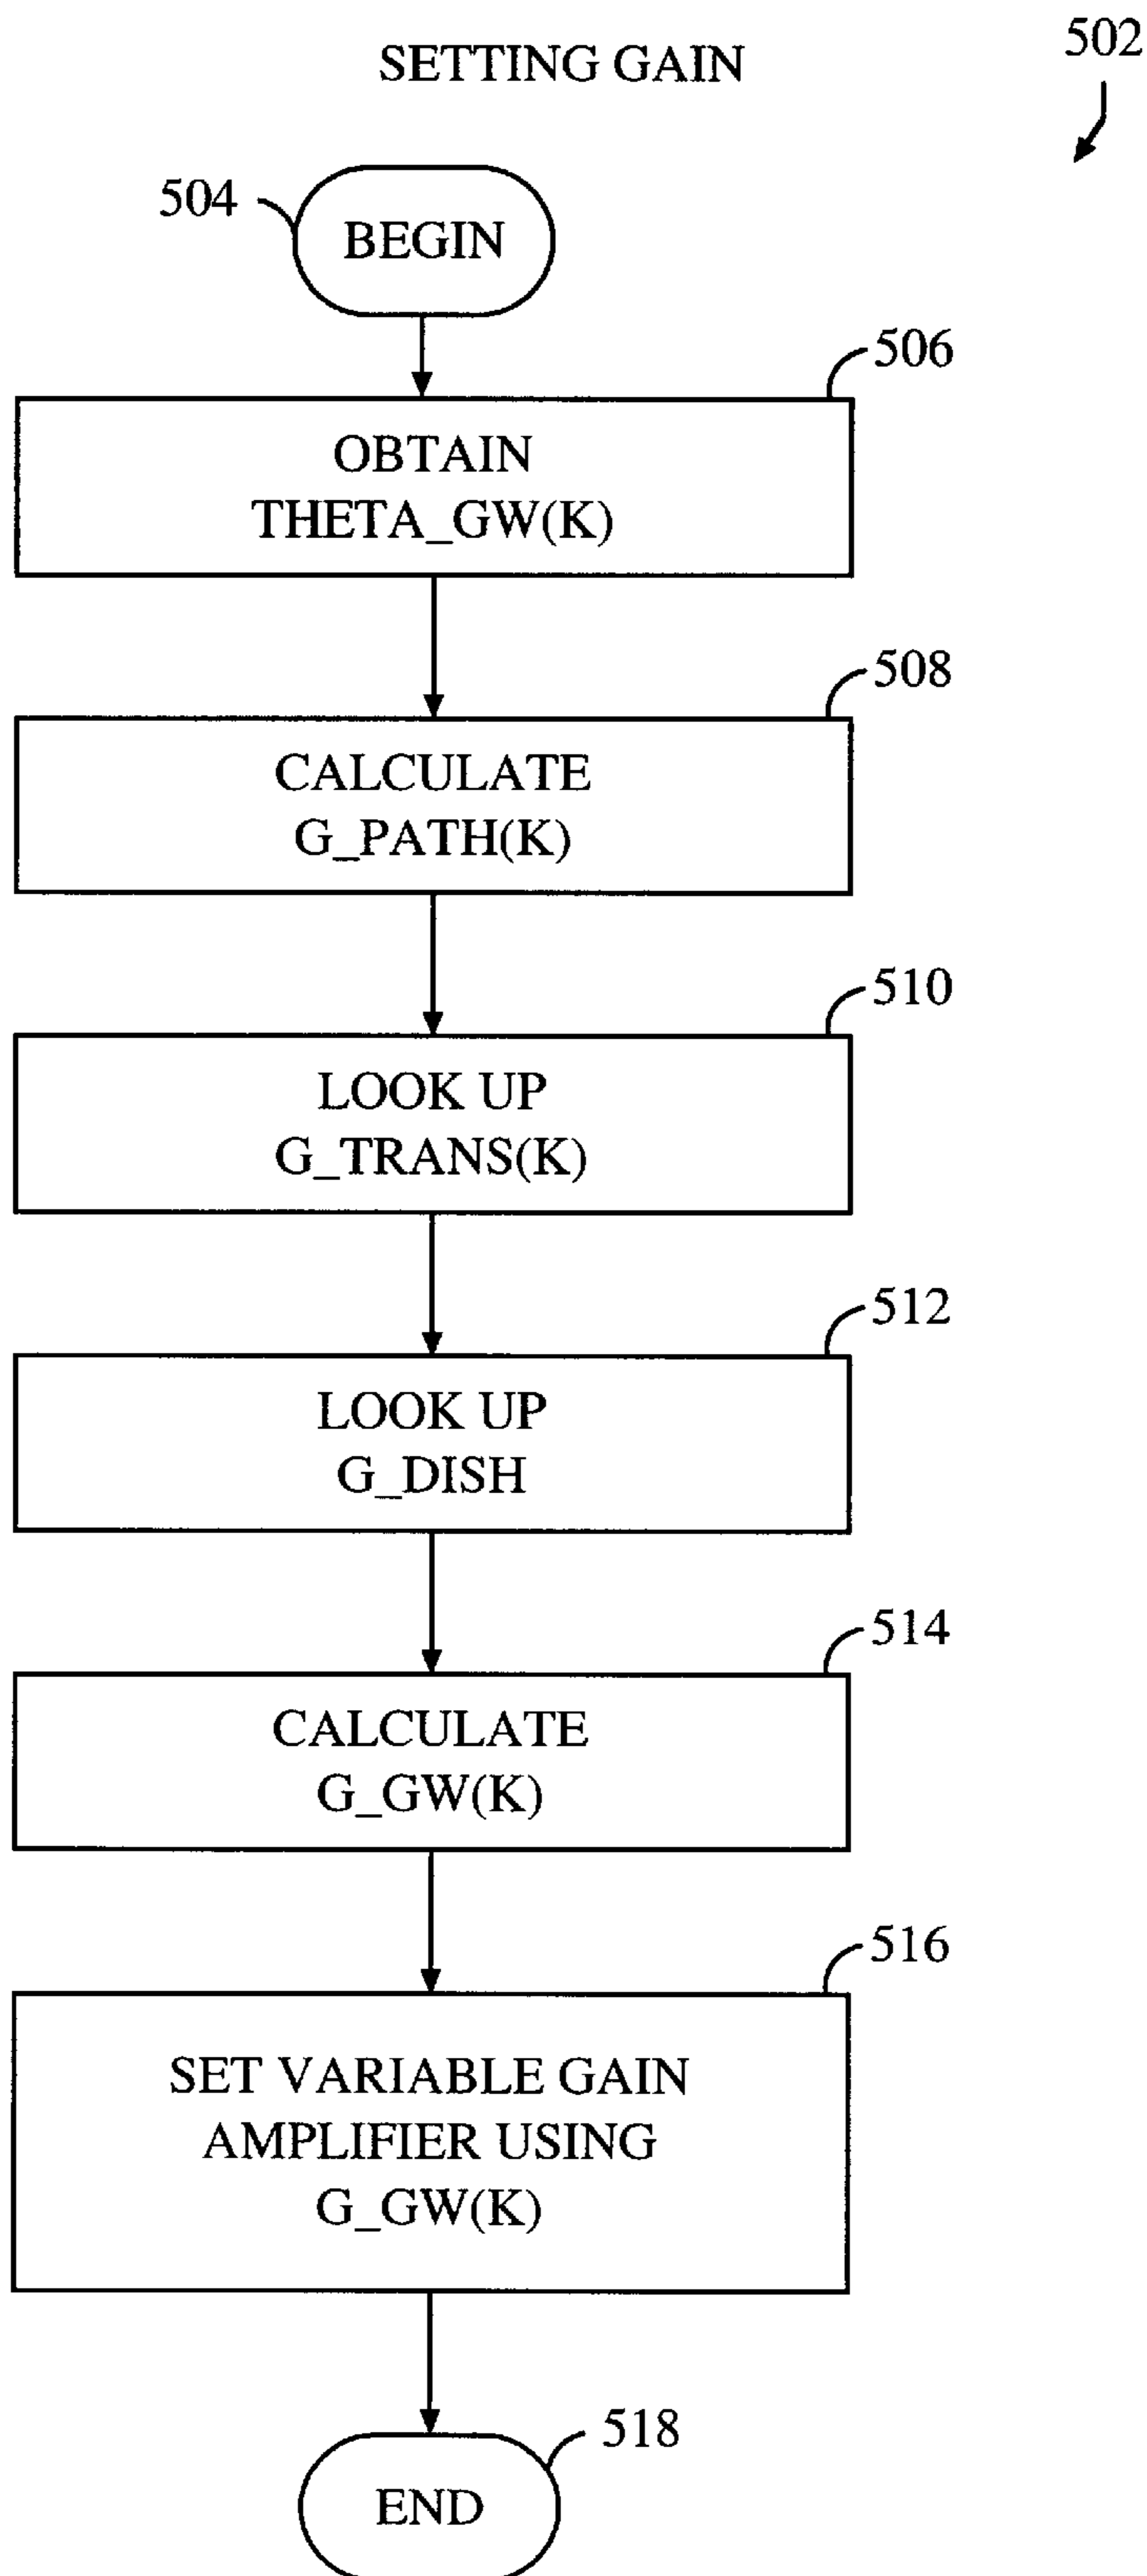 SETTING GAIN
502
504
BEGIN
506
OBTAIN
THETA_GW(K)
508
CALCULATE
G_PATH(K)
510
LOOK UP
G_TRANS(K)
512
LOOK UP
G_DISH
514
CALCULATE
G_GW(K)
516
SET VARIABLE GAIN
AMPLIFIER USING
G_GW(K)
518
END